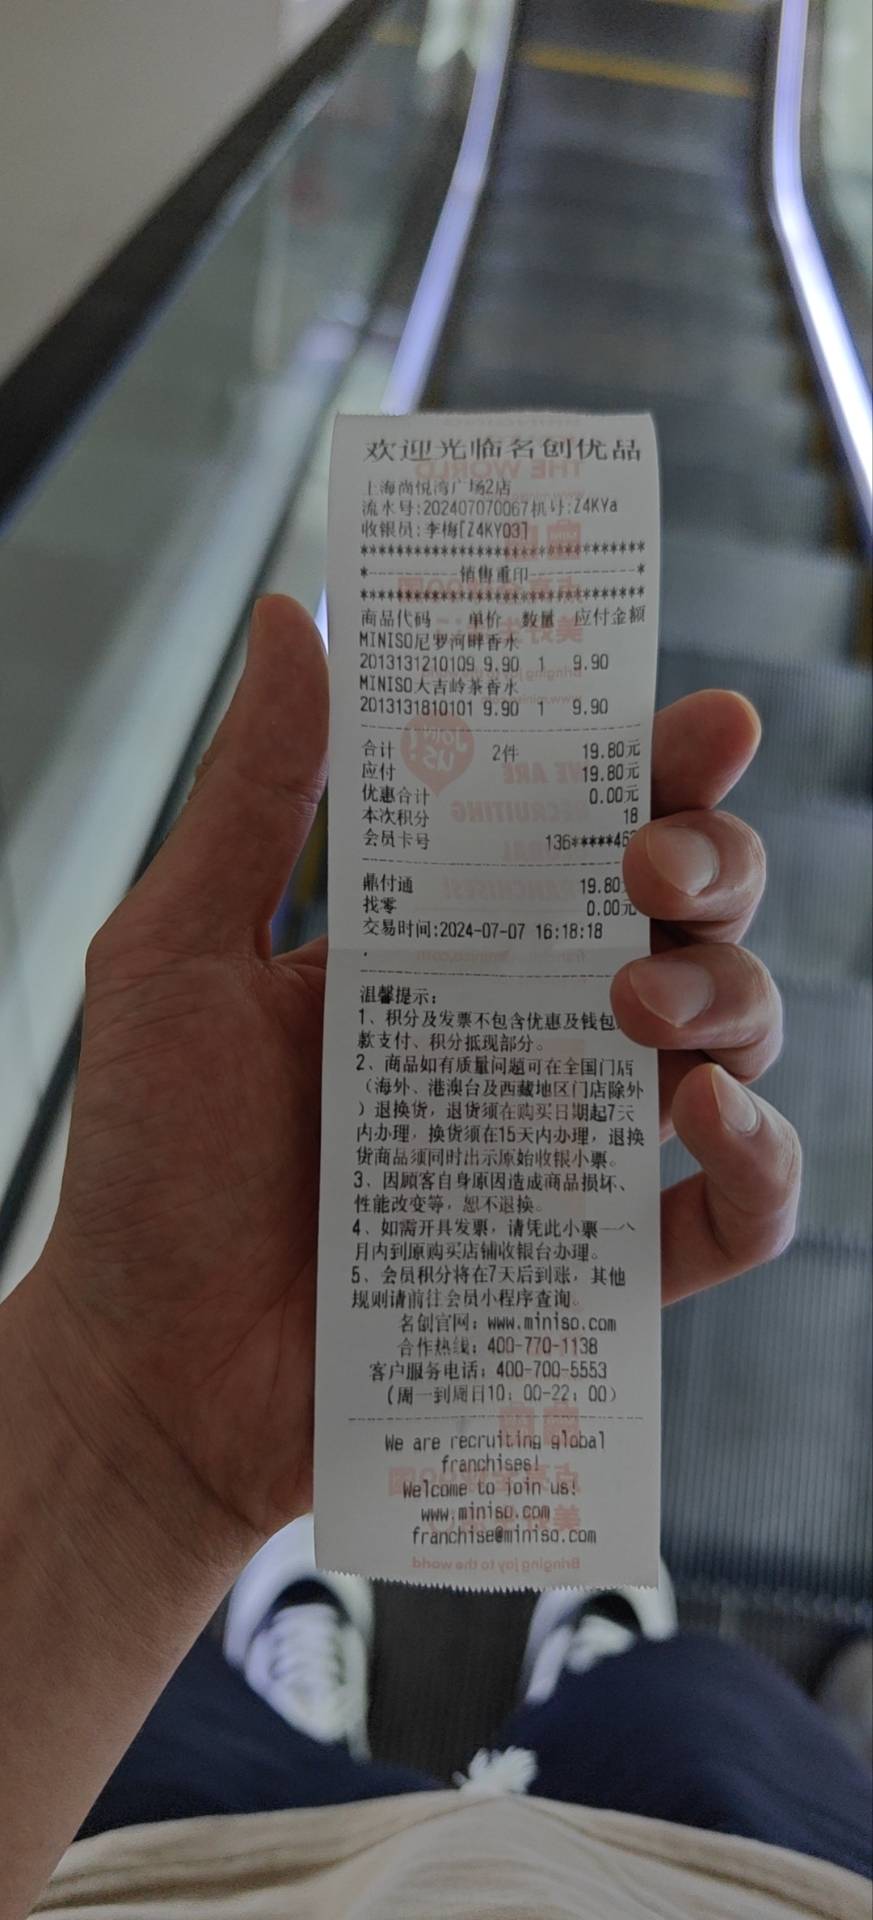 欢迎光临名创优品
上海尚悦湾广场2店
流水号:202407070067机号:Z4KYa
收银员:李梅[Z4KY03]
****************************************
*------------销售重印--------------*
****************************************
商品代码 单价 数量 应付金额
MINISO尼罗河畔香水
2013131210109 9.90 1 9.90
MINISO大吉岭茶香水
2013131810101 9.90 1 9.90
合计 2件 19.80元
应付 19.80元
优惠合计 0.00元
本次积分 18
会员卡号 136*****46
鼎付通 19.80
找零 0.00元
交易时间:2024-07-07 16:18:18
.
温馨提示:
1、积分及发票不包含优惠及钱包
款支付、积分抵现部分。
2、商品如有质量问题可在全国门店
(海外、港澳台及西藏地区门店除外
)退换货，退货须在购买日期起7天
内办理，换货须在15天内办理，退换
货商品须同时出示原始收银小票。
3、因顾客自身原因造成商品损坏、
性能改变等，恕不退换。
4、如需开具发票，请凭此小票一个
月内到原购买店铺收银台办理。
5、会员积分将在7天后到账，其他
规则请前往会员小程序查询。
名创官网: www.miniso.com
合作热线: 400-770-1138
客户服务电话: 400-700-5553
(周一到周日10: 00-22: 00)
We are recruiting global
franchises!
Welcome to join us!
www.miniso.com
franchise@miniso.com
Bringing joy to the world